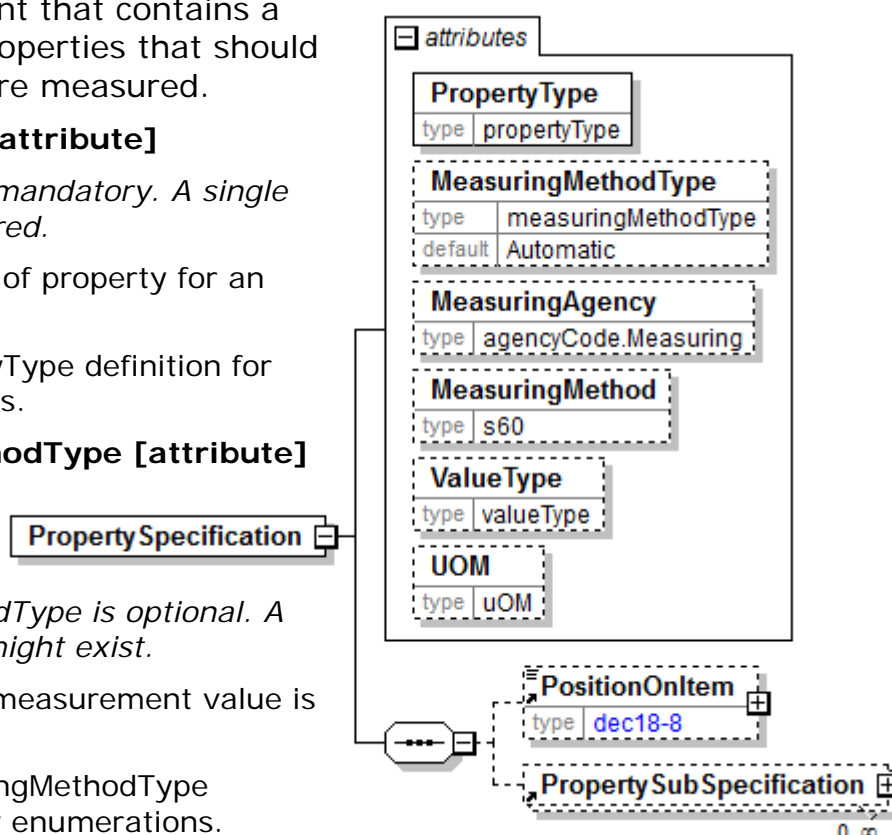 nt that contains a
operties that should
re measured.
attribute]
mandatory. A single
red.
of property for an
yType definition for
s.
nodType [attribute]
dType is optional. A
night exist.
measurement value is
ngMethodType
r enumerations.
attributes
PropertyType
type propertyType
MeasuringMethodType
type measuringMethodType
default Automatic
MeasuringAgency
type agencyCode.Measuring
MeasuringMethod
type s60
ValueType
type valueType
UOM
type uOM
PropertySpecification
PositionOnItem
type dec18-8
PropertySubSpecification